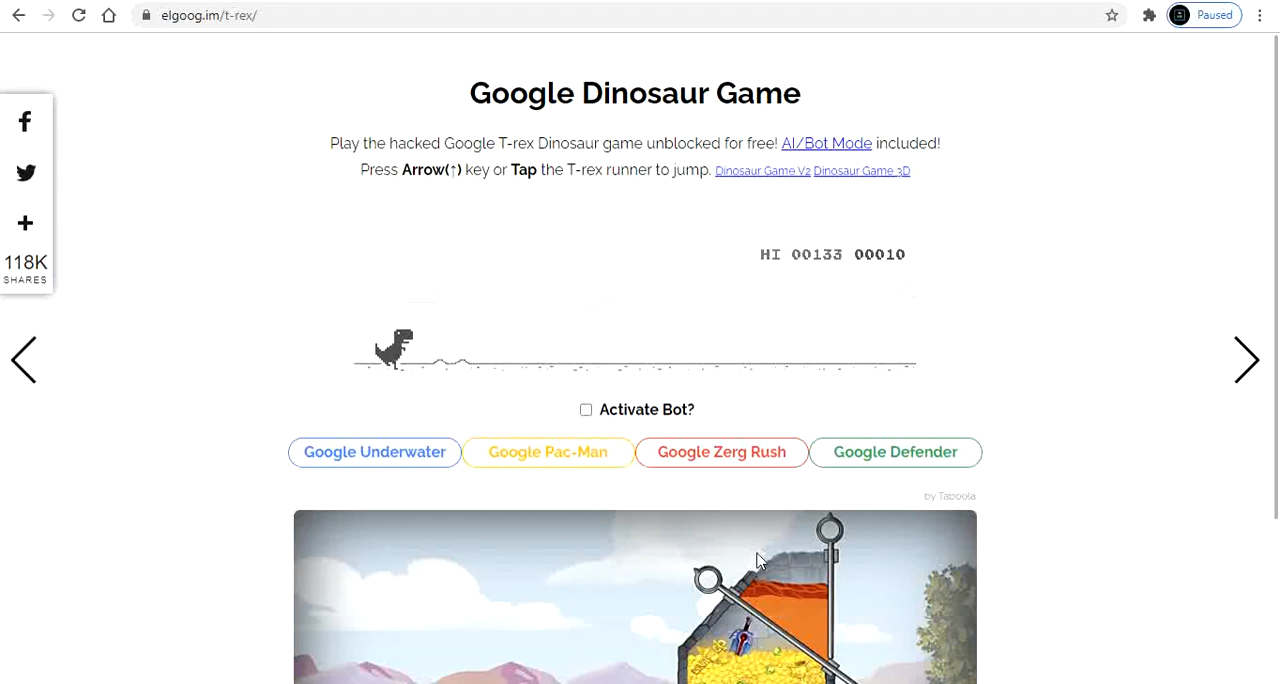 elgoog.im/t-rex/
Paused
Google Dinosaur Game
Play the hacked Google T-rex Dinosaur game unblocked for free! AI/Bot Mode included!
Press Arrow(↑) key or Tap the T-rex runner to jump. Dinosaur Game V2 Dinosaur Game 3D
118K
SHARES
HI 00133 00010
Activate Bot?
Google Underwater
Google Pac-Man
Google Zerg Rush
Google Defender
by Taboola